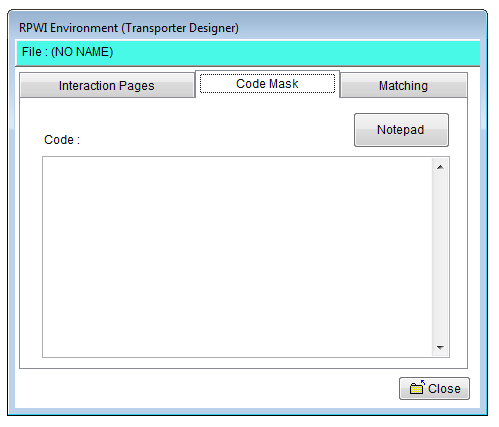 RPWI Environment (Transporter Designer)
File : (NO NAME)
Interaction Pages Code Mask Matching
Notepad
Code :
Close